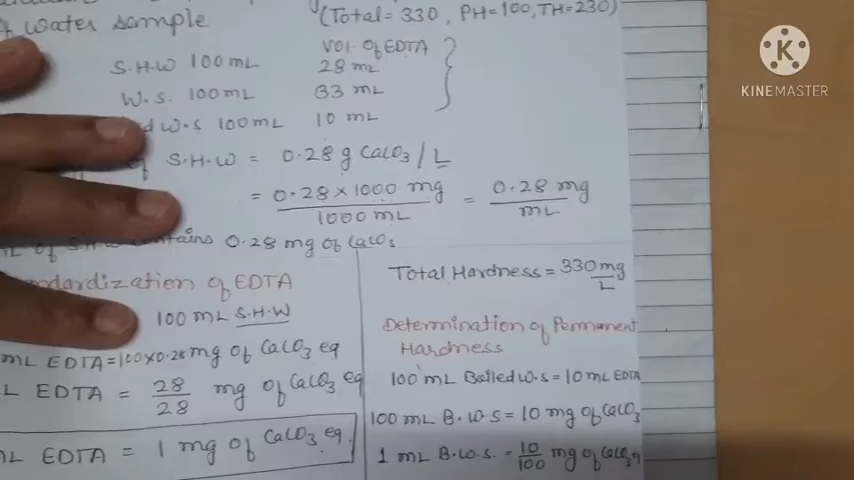 water sample
(Total = 330, PH=100, TH=230)
Vol. of EDTA
S.H.W 100 mL 28 mL
W.S. 100 mL 33 mL
d W.S 100 mL 10 mL
S.H.W = 0.28 g CaCO3/L
= 0.28 × 1000 mg / 1000 mL = 0.28 mg / mL
mL of S.H.W contains 0.28 mg of CaCO3
ndardization of EDTA
100 mL S.H.W
mL EDTA = 100×0.28 mg of CaCO3 eq
L EDTA = 28/28 mg of CaCO3 eq
mL EDTA = 1 mg of CaCO3 eq.
Total Hardness = 330 mg/L
Determination of Permanent
Hardness
100 mL Boiled W.S = 10 mL EDTA
100 mL B.W.S = 10 mg of CaCO3
1 mL B.W.S. = 10/100 mg of CaCO3 eq
KINEMASTER